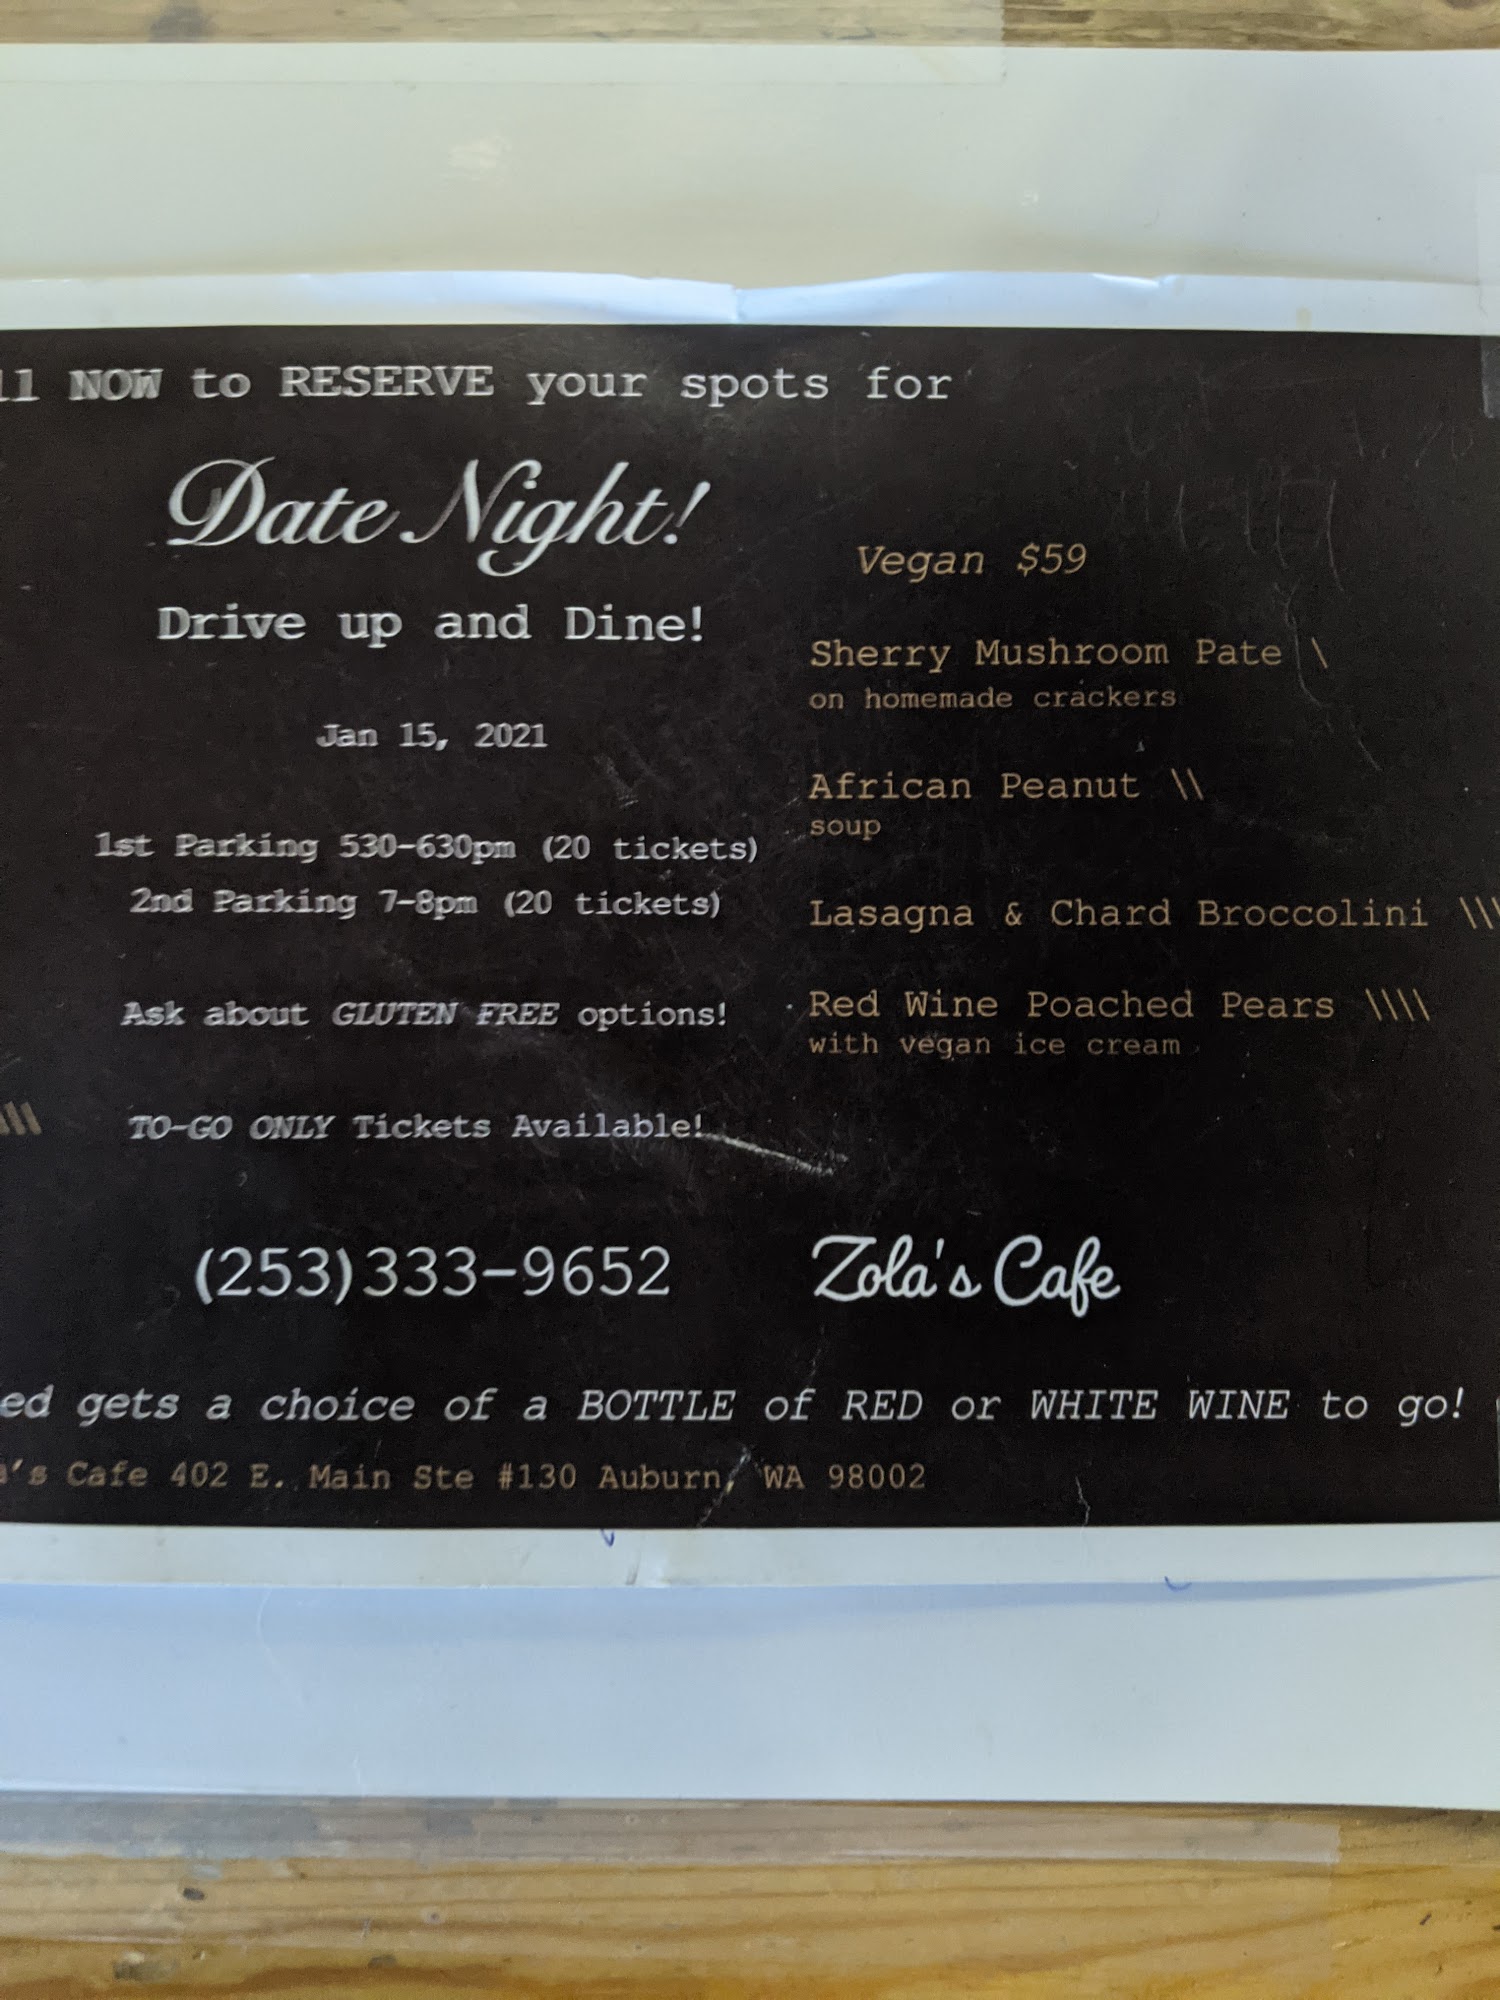 ll NOW to RESERVE your spots for
Date Night!
Drive up and Dine!
Jan 15, 2021
1st Parking 530-630pm (20 tickets)
2nd Parking 7-8pm (20 tickets)
Ask about GLUTEN FREE options!
\\\ TO-GO ONLY Tickets Available!
(253)333-9652
Vegan $59
Sherry Mushroom Pate \
on homemade crackers
African Peanut \\
soup
Lasagna & Chard Broccolini \\\
Red Wine Poached Pears \\\\
with vegan ice cream
Zola's Cafe
ed gets a choice of a BOTTLE of RED or WHITE WINE to go!
a's Cafe 402 E. Main Ste #130 Auburn, WA 98002